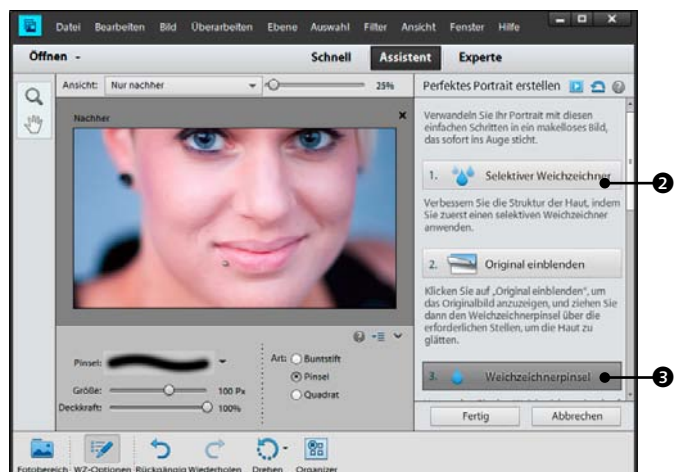 Datei Bearbeiten Bild Überarbeiten Ebene Auswahl Filter Ansicht Fenster Hilfe
Öffnen - Schnell Assistent Experte
Ansicht: Nur nachher 25% Perfektes Portrait erstellen
Nachher
Verwandeln Sie Ihr Portrait mit diesen
einfachen Schritten in ein makelloses Bild,
das sofort ins Auge sticht.
1. Selektiver Weichzeichner
2
Verbessern Sie die Struktur der Haut, indem
Sie zuerst einen selektiven Weichzeichner
anwenden.
2. Original einblenden
Klicken Sie auf „Original einblenden“, um
das Originalbild anzuzeigen, und ziehen Sie
dann den Weichzeichnerpinsel über die
erforderlichen Stellen, um die Haut zu
glätten.
3. Weichzeichnerpinsel
3
Pinsel:
Größe: 100 Px
Deckkraft: 100%
Art: Buntstift
Pinsel
Quadrat
Fertig Abbrechen
Fotobereich WZ-Optionen Rückgängig Wiederholen Drehen Organizer